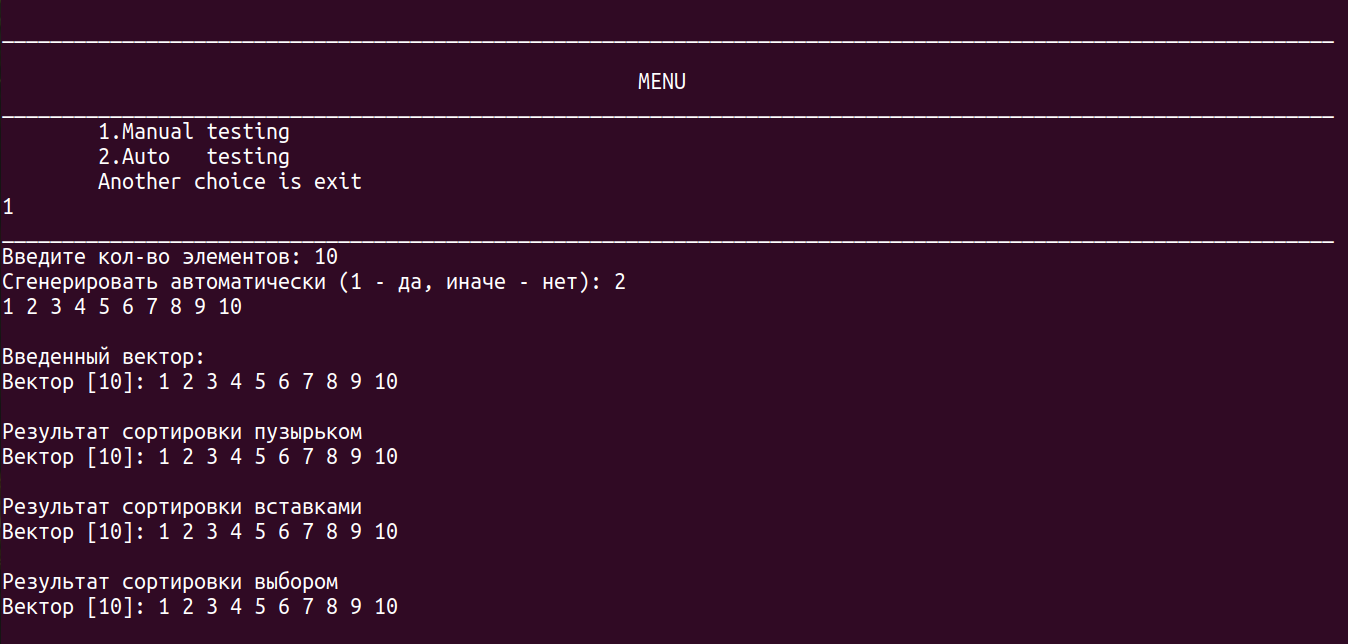 MENU
1.Manual testing
2.Auto   testing
Another choice is exit
1
Введите кол-во элементов: 10
Сгенерировать автоматически (1 - да, иначе - нет): 2
1 2 3 4 5 6 7 8 9 10
Введенный вектор:
Вектор [10]: 1 2 3 4 5 6 7 8 9 10
Результат сортировки пузырьком
Вектор [10]: 1 2 3 4 5 6 7 8 9 10
Результат сортировки вставками
Вектор [10]: 1 2 3 4 5 6 7 8 9 10
Результат сортировки выбором
Вектор [10]: 1 2 3 4 5 6 7 8 9 10